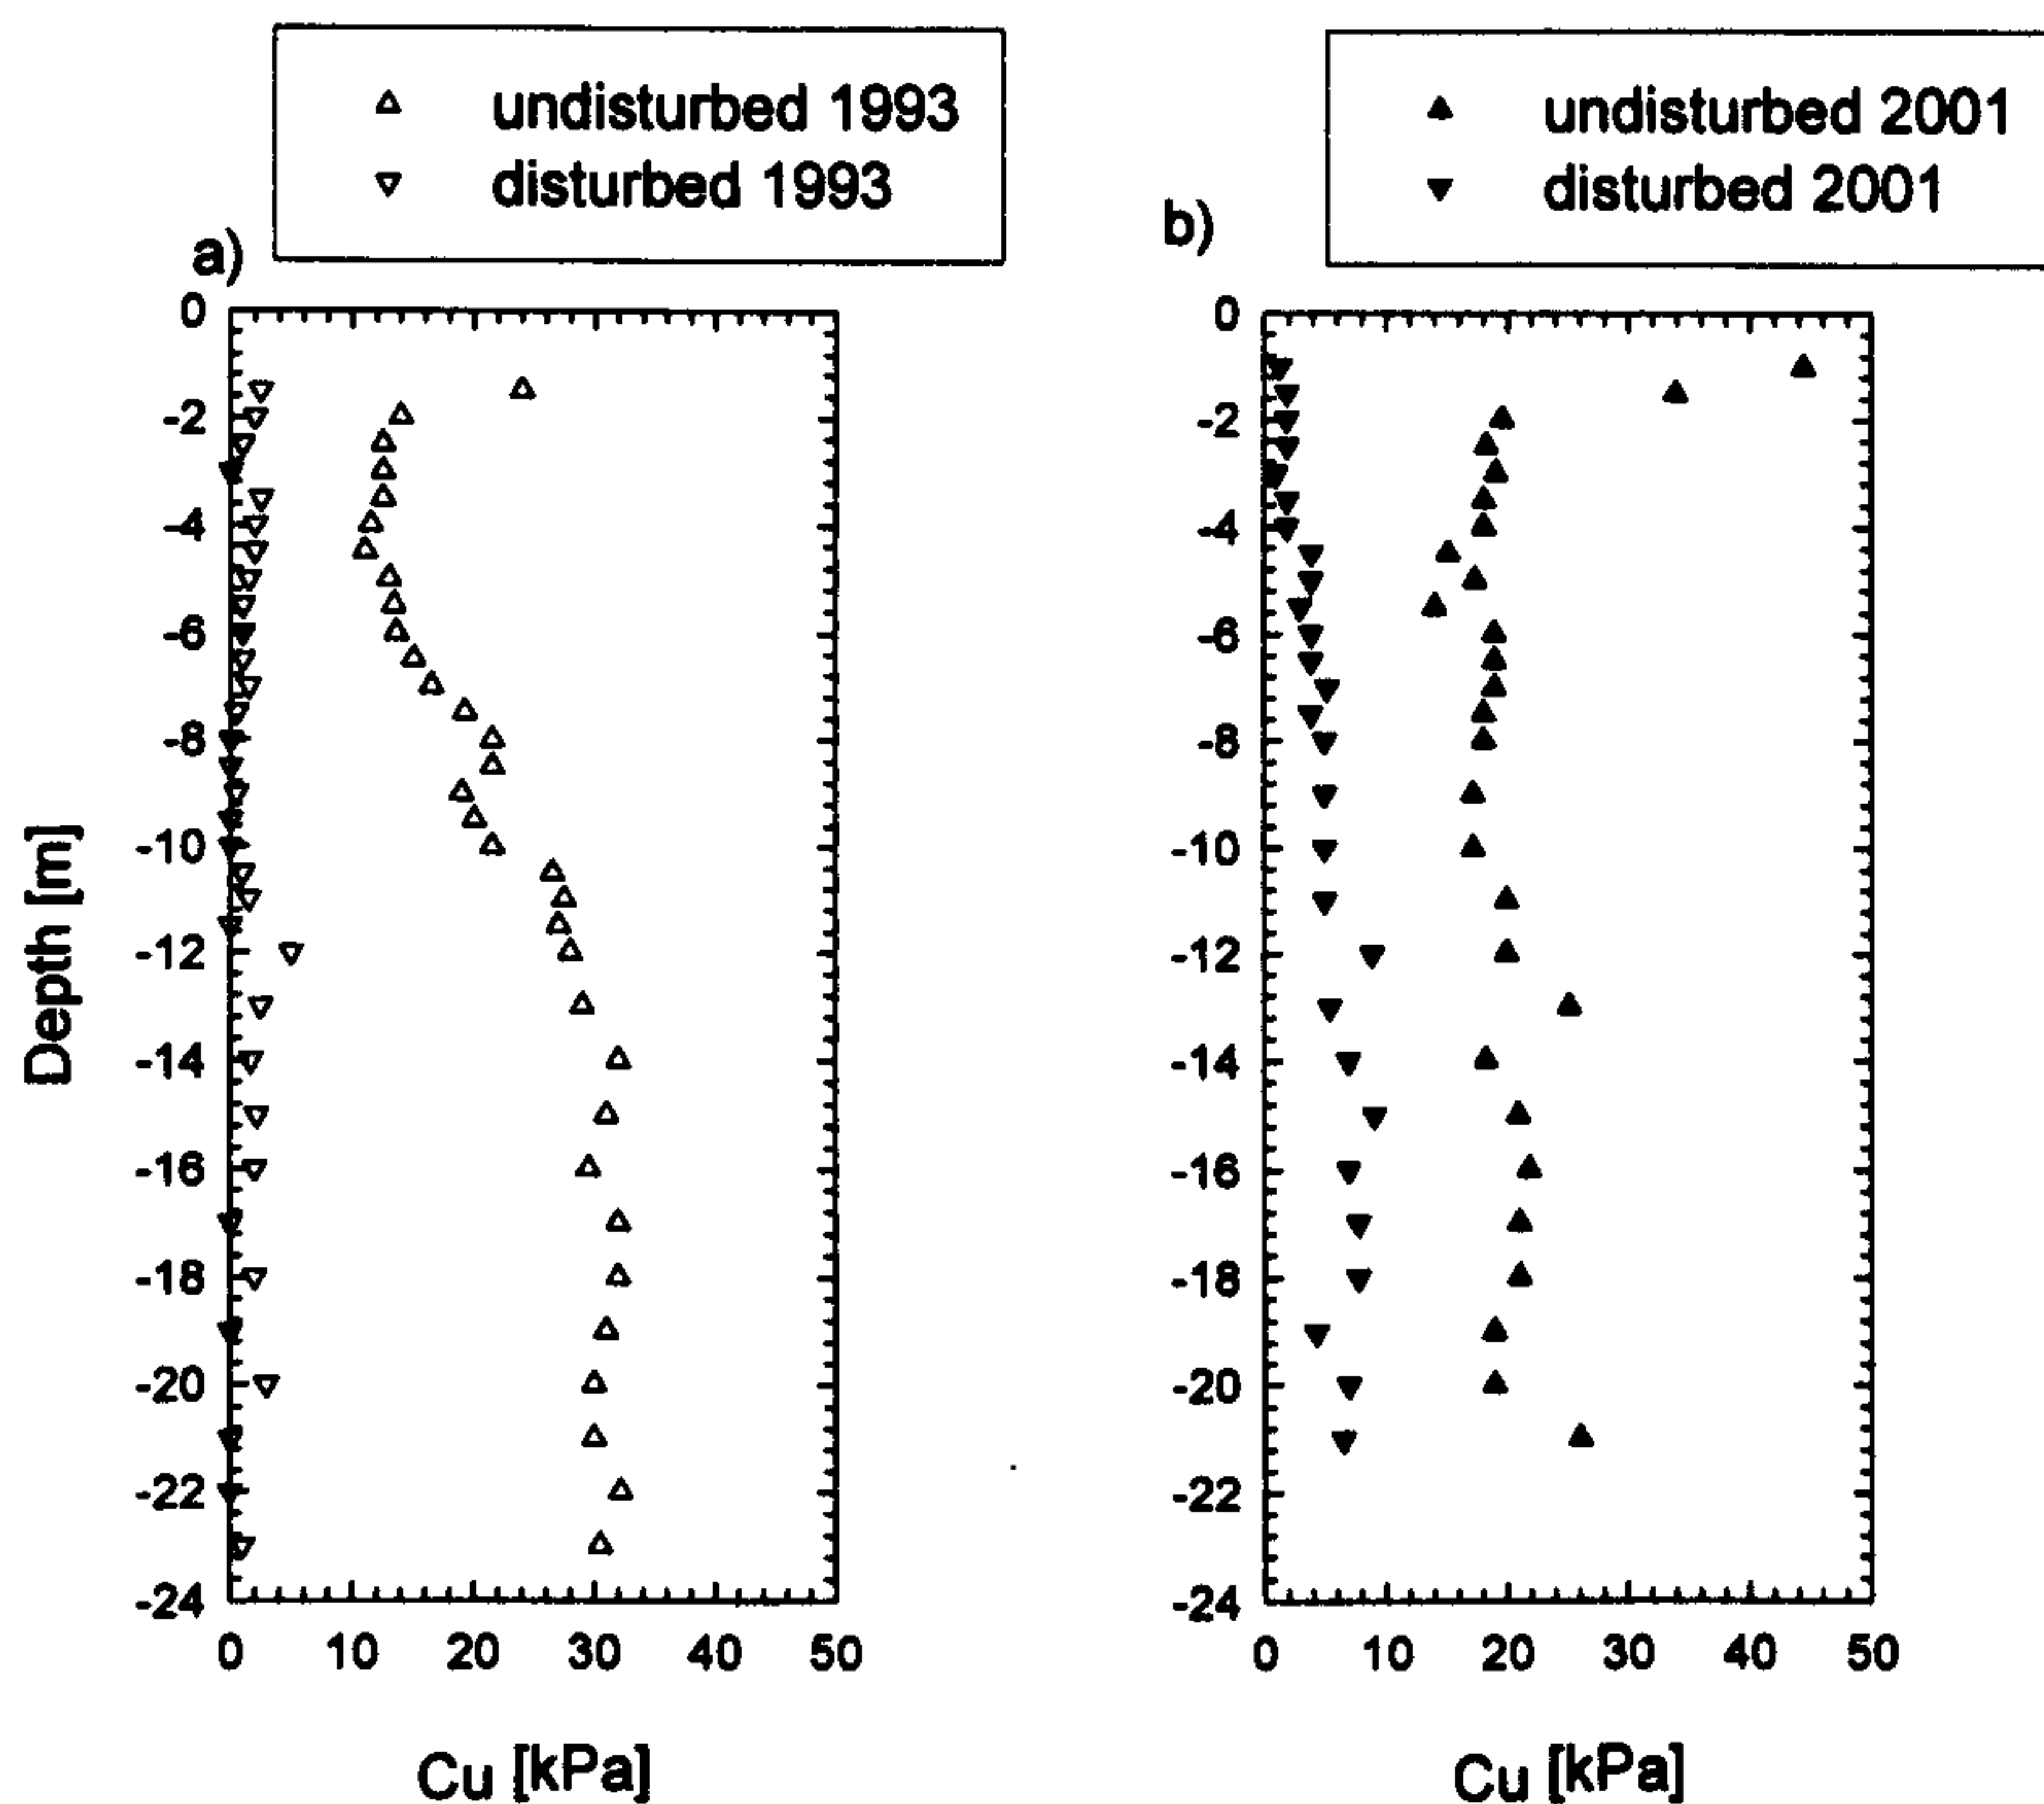 undisturbed 1993
disturbed 1993
a)
0
-2
-4
-6
-8
-10
-12
-14
-16
-18
-20
-22
-24
0 10 20 30 40 50
Depth [m]
Cu [kPa]
undisturbed 2001
disturbed 2001
b)
0
-2
-4
-6
-8
-10
-12
-14
-16
-18
-20
-22
-24
0 10 20 30 40 50
Cu [kPa]